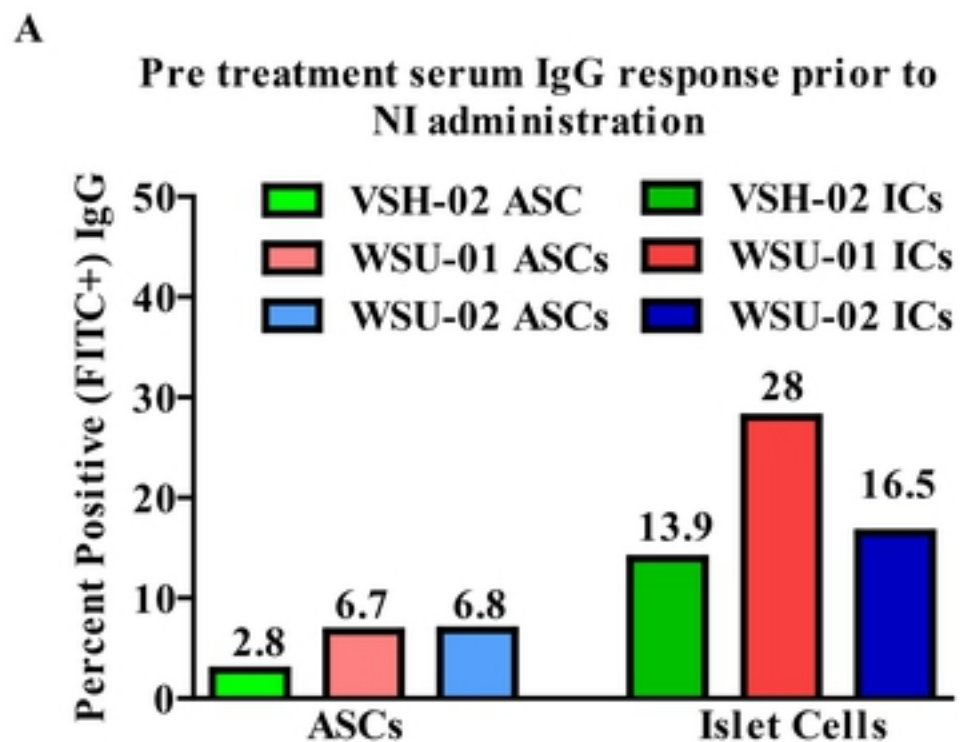 A
Pre treatment serum IgG response prior to
NI administration
Percent Positive (FITC+) IgG
50
40
30
20
10
0
VSH-02 ASC
VSH-02 ICs
WSU-01 ASCs
WSU-01 ICs
WSU-02 ASCs
WSU-02 ICs
2.8
6.7
6.8
13.9
28
16.5
ASCs
Islet Cells